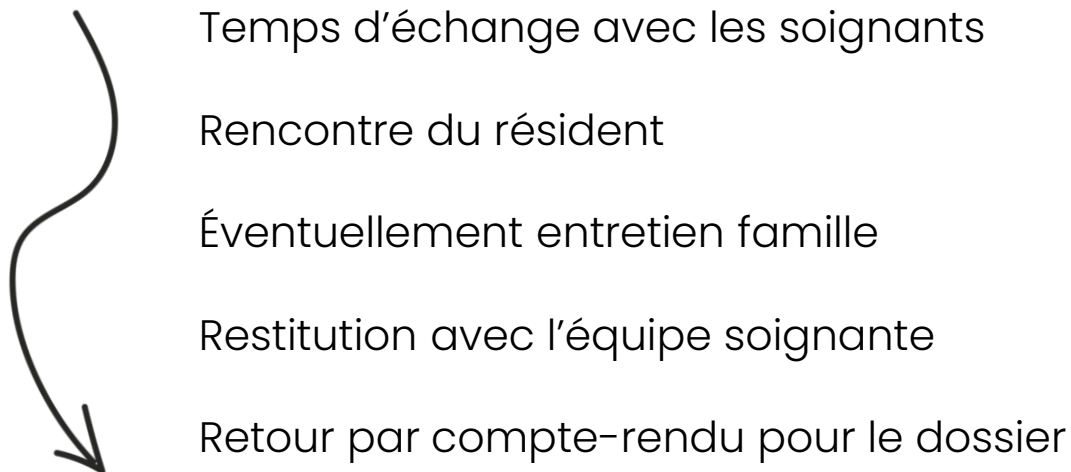 Temps d’échange avec les soignants
Rencontre du résident
Éventuellement entretien famille
Restitution avec l’équipe soignante
Retour par compte-rendu pour le dossier